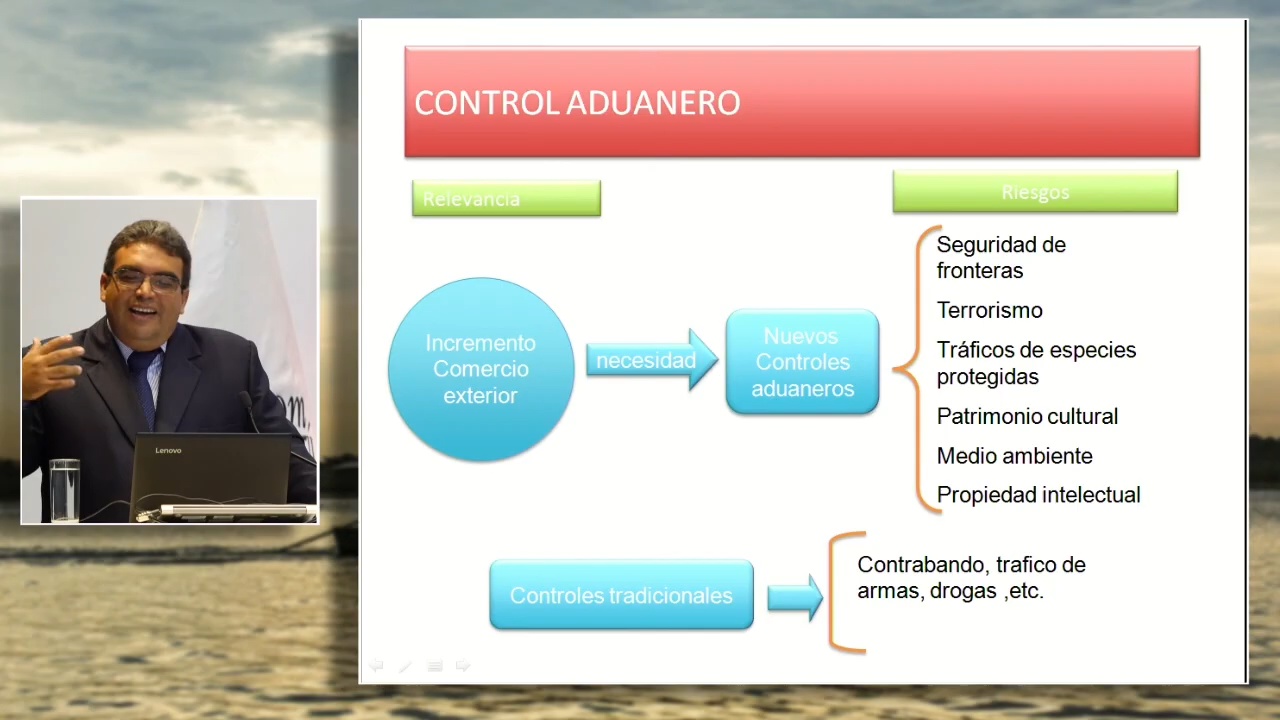 CONTROL ADUANERO
Relevancia
Riesgos
Incremento
Comercio
exterior
necesidad
Nuevos
Controles
aduaneros
Seguridad de
fronteras
Terrorismo
Tráficos de especies
protegidas
Patrimonio cultural
Medio ambiente
Propiedad intelectual
Controles tradicionales
Contrabando, trafico de
armas, drogas ,etc.
Lenovo